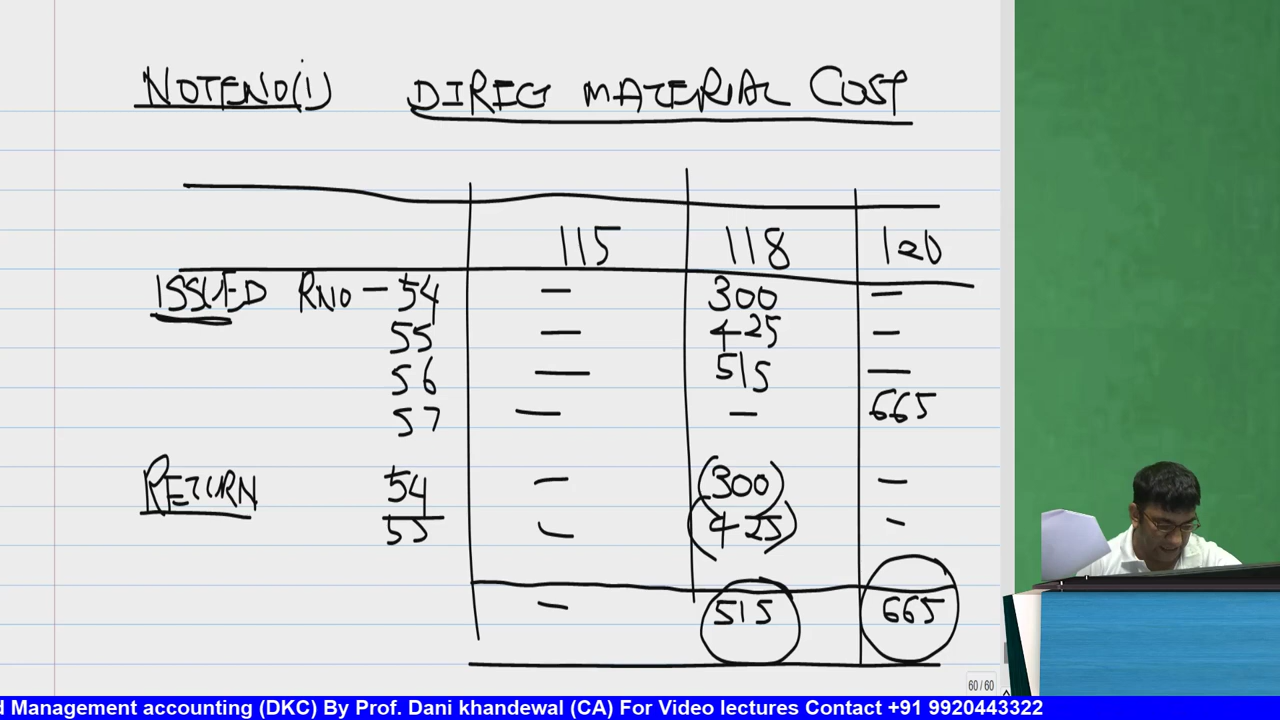 NOTENO(1) DIREC MATERIAL COST
115 118 120
ISSUED RNO - 54 — 300 —
55 — 425 —
56 — 515 —
57 — — 665
RETURN 54 — (300) —
55 — (425) -
— 515 665
60 / 60
d Management accounting (DKC) By Prof. Dani khandewal (CA) For Video lectures Contact +91 9920443322